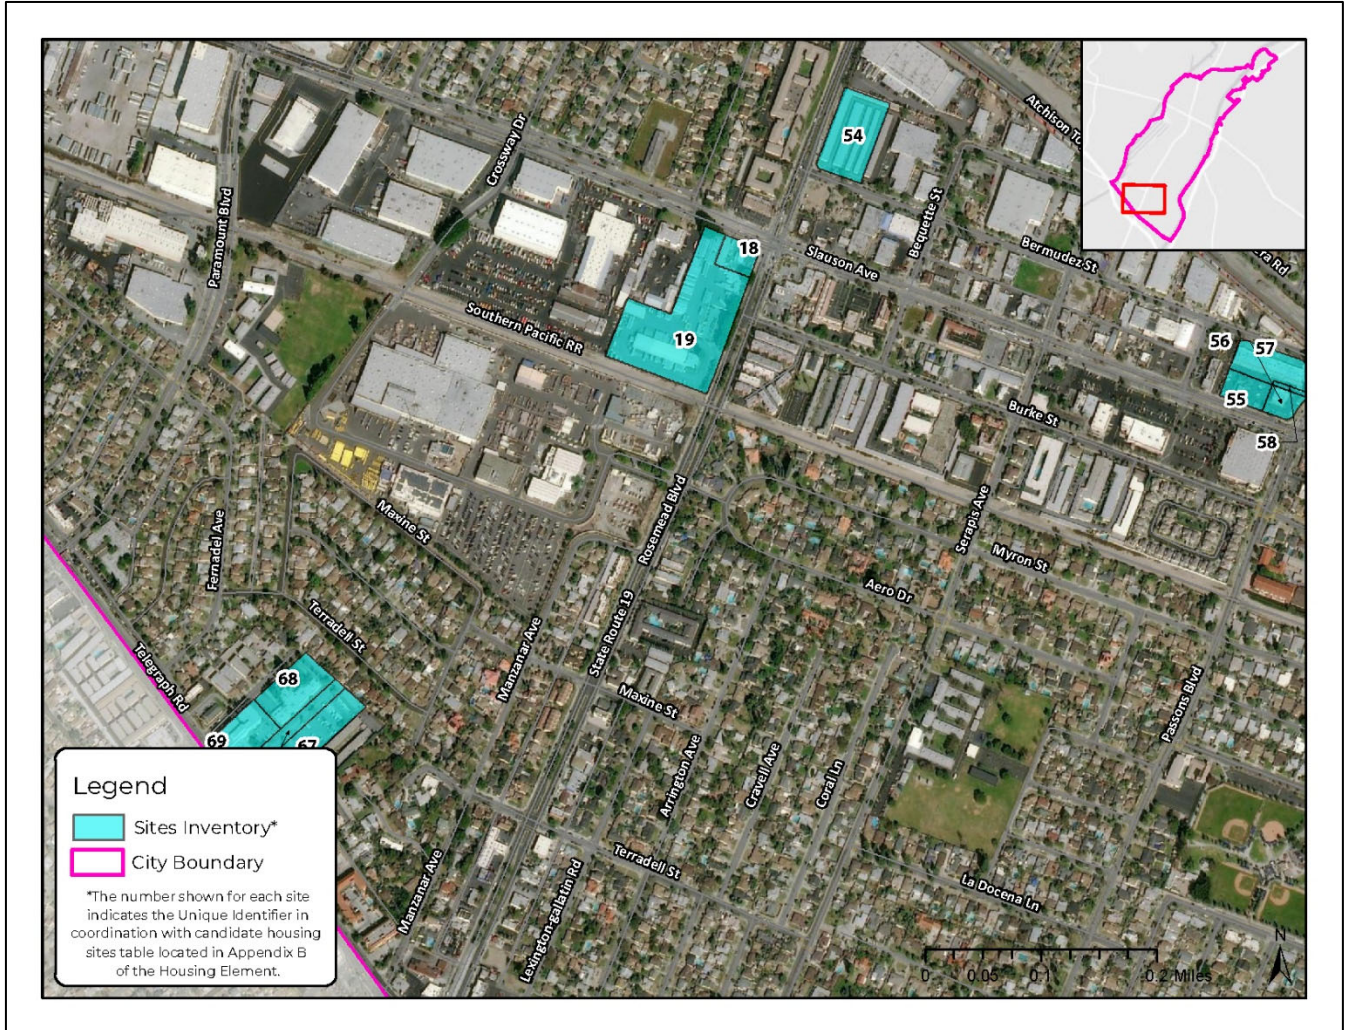 Crossway Dr
Atchison To
54
Paramount Blvd
Bequette St
18
Slauson Ave
Bermudez St
era Rd
Southern Pacific RR
19
56
57
55
58
Burke St
Rosemead Blvd
Serapis Ave
Maxine St
Myron St
Fernadel Ave
Aero Dr
Terradell St
State Route 19
Manzanar Ave
Telegraph Rd
68
Maxine St
Passons Blvd
69
67
Arrington Ave
Cravell Ave
Coral Ln
Legend
Sites Inventory*
City Boundary
*The number shown for each site
indicates the Unique Identifier in
coordination with candidate housing
sites table located in Appendix B
of the Housing Element.
Manzanar Ave
Lexington-gallatin Rd
Terradell St
La Docena Ln
N
0 0.05 0.1 0.2 Miles